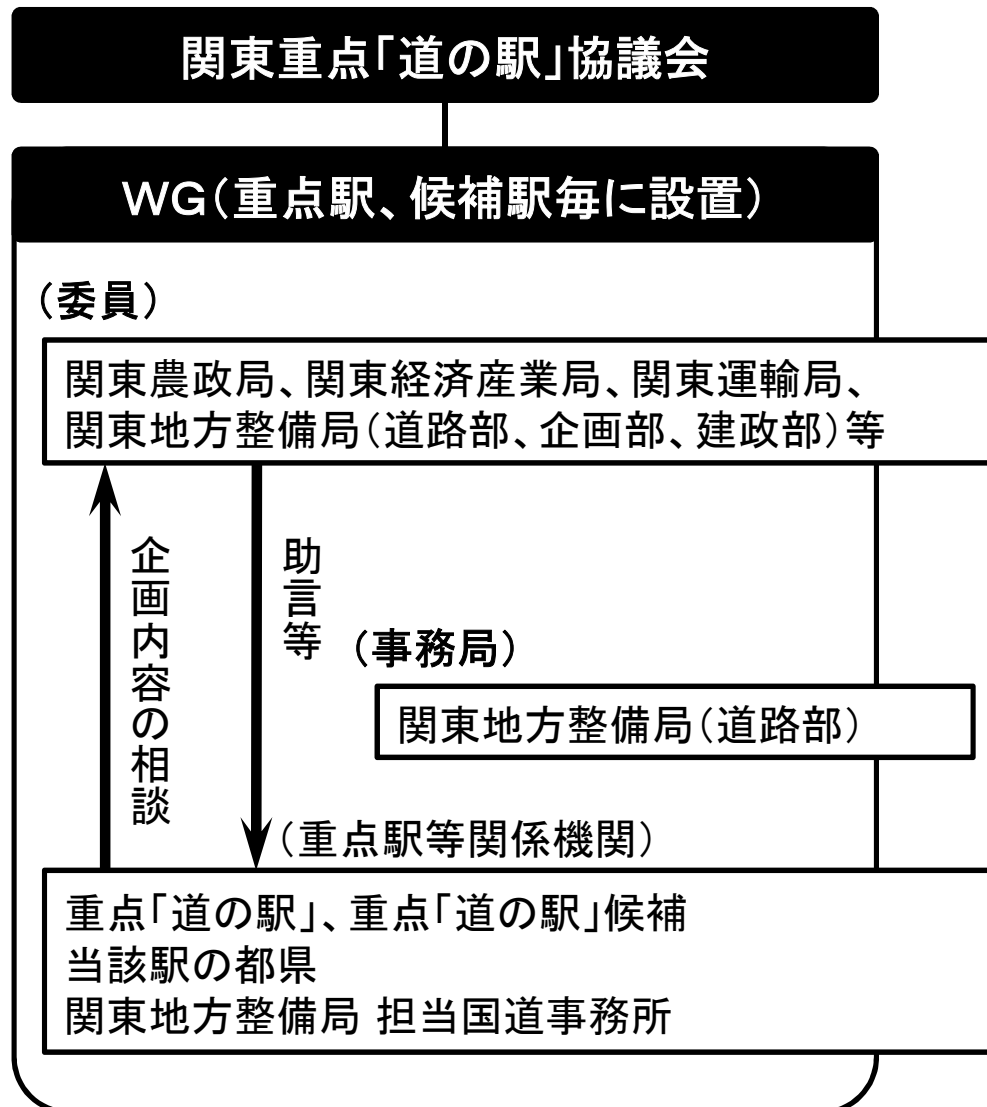 関東重点「道の駅」協議会
WG(重点駅、候補駅毎に設置)
(委員)
関東農政局、関東経済産業局、関東運輸局、
関東地方整備局(道路部、企画部、建政部)等
企画内容の相談
助言等
(事務局)
関東地方整備局(道路部)
(重点駅等関係機関)
重点「道の駅」、重点「道の駅」候補
当該駅の都県
関東地方整備局 担当国道事務所